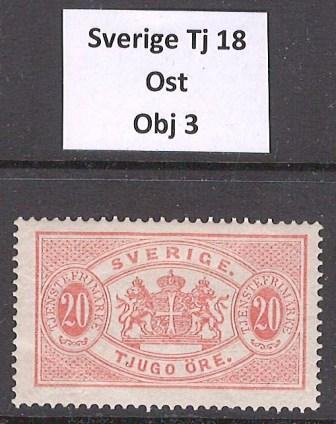 Sverige Tj 18
Ost
Obj 3
SVERIGE.
TJENSTEFRIMÄRKE
20
TJENSTEFRIMÄRKE
20
TJUGO ÖRE.